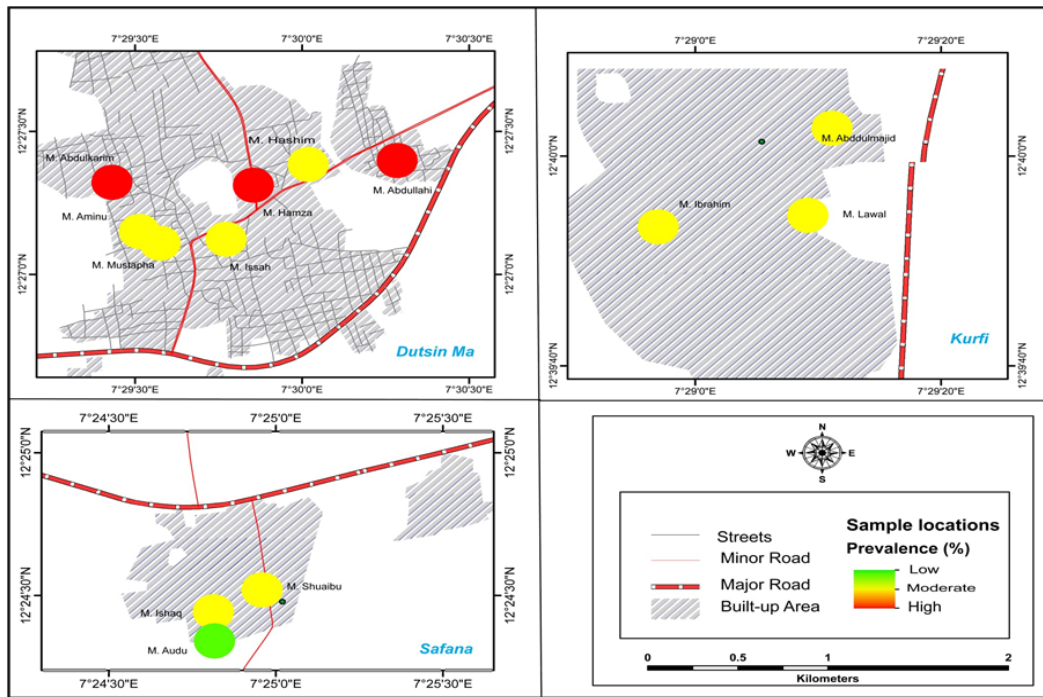 7°29'30"E
7°30'0"E
7°30'30"E
12°27'30"N
12°27'30"N
M. Hashim
M. Abdulkarim
M. Abdullahi
M. Aminu
M. Hamza
M. Mustapha
M. Issah
12°27'0"N
12°27'0"N
Dutsin Ma
7°29'30"E
7°30'0"E
7°30'30"E
7°29'0"E
7°29'20"E
M. Abddulmajid
12°40'0"N
12°40'0"N
M. Ibrahim
M. Lawal
Kurfi
12°39'40"N
12°39'40"N
7°29'0"E
7°29'20"E
7°24'30"E
7°25'0"E
7°25'30"E
12°25'0"N
12°25'0"N
M. Shuaibu
12°24'30"N
12°24'30"N
M. Ishaq
M. Audu
Safana
7°24'30"E
7°25'0"E
7°25'30"E
N
W E
S
Streets
Minor Road
Major Road
Built-up Area
Sample locations
Prevalence (%)
Low
Moderate
High
0 0.5 1 2
Kilometers